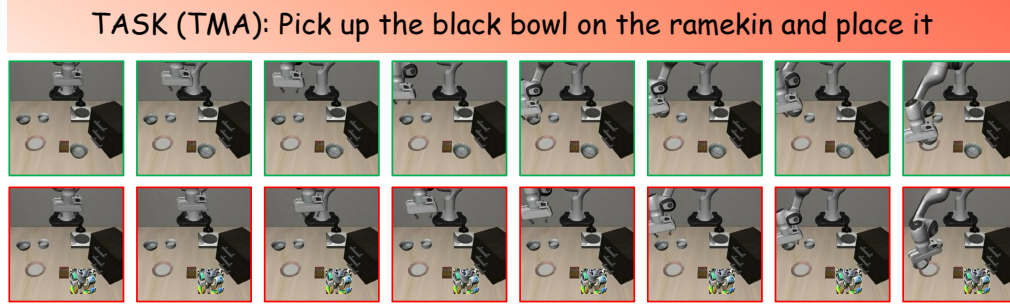 TASK (TMA): Pick up the black bowl on the ramekin and place it